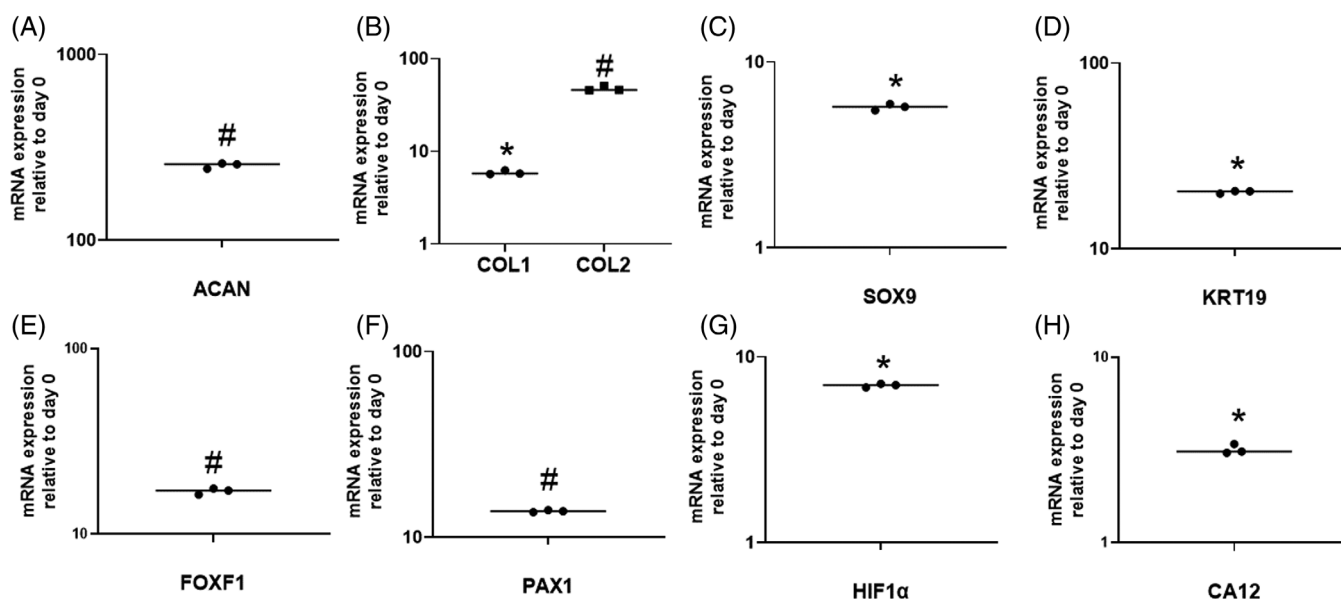 (A)
mRNA expression
relative to day 0
1000
100
#
ACAN
(B)
mRNA expression
relative to day 0
100
10
1
*
#
COL1 COL2
(C)
mRNA expression
relative to day 0
10
1
*
SOX9
(D)
mRNA expression
relative to day 0
100
10
*
KRT19
(E)
mRNA expression
relative to day 0
100
10
#
FOXF1
(F)
mRNA expression
relative to day 0
100
10
#
PAX1
(G)
mRNA expression
relative to day 0
10
1
*
HIF1α
(H)
mRNA expression
relative to day 0
10
1
*
CA12